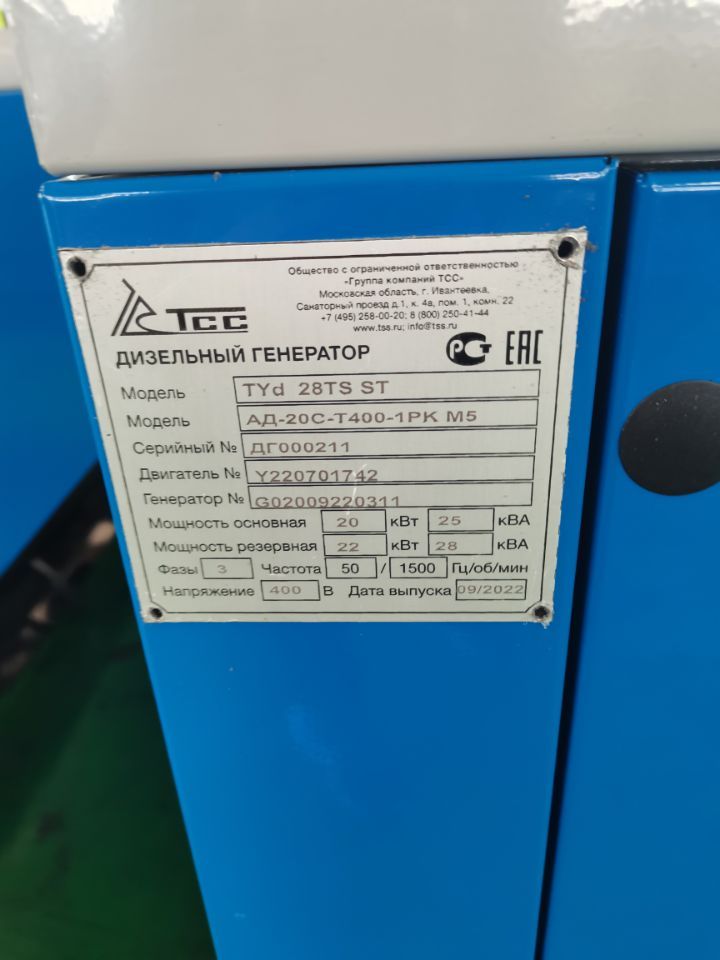 Общество с ограниченной ответственностью
«Группа компаний ТСС»
Московская область, г. Ивантеевка,
Санаторный проезд д.1, к. 4а, пом. 1, комн. 22
+7 (495) 258-00-20; 8 (800) 250-41-44
www.tss.ru; info@tss.ru
ТСС
ДИЗЕЛЬНЫЙ ГЕНЕРАТОР РСТ ЕАС
Модель TYd 28TS ST
Модель АД-20С-Т400-1РК М5
Серийный № ДГ000211
Двигатель № Y220701742
Генератор № G02009220311
Мощность основная 20 кВт 25 кВА
Мощность резервная 22 кВт 28 кВА
Фазы 3 Частота 50 / 1500 Гц/об/мин
Напряжение 400 В Дата выпуска 09/2022